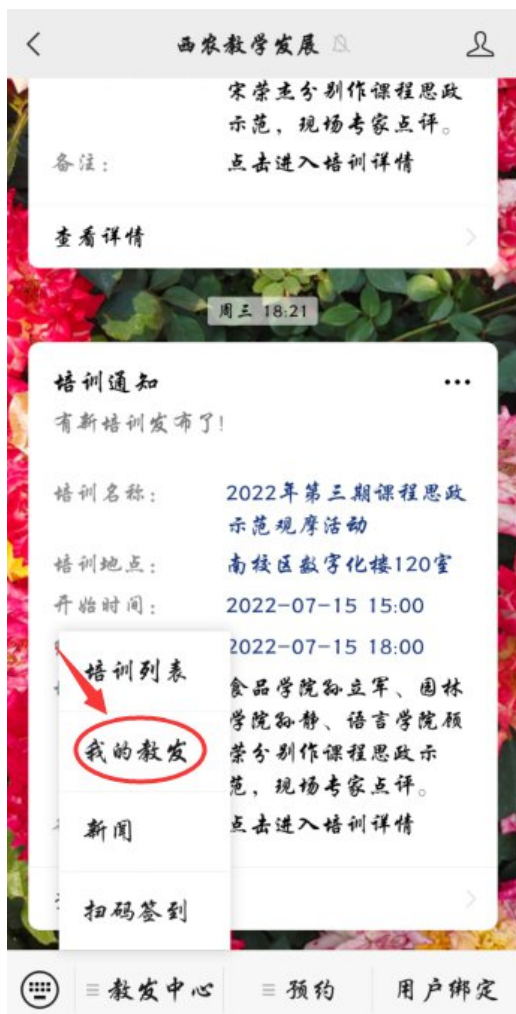 西农教学发展
宋荣杰分别作课程思政
示范，现场专家点评。
备注：
点击进入培训详情
查看详情
周三 18:21
培训通知
有新培训发布了!
培训名称：
2022年第三期课程思政
示范观摩活动
培训地点：
南校区数字化楼120室
开始时间：
2022-07-15 15:00
2022-07-15 18:00
食品学院孙立军、园林
学院孙静、语言学院顾
荣分别作课程思政示
范，现场专家点评。
点击进入培训详情
培训列表
我的教发
新闻
扫码签到
教发中心
预约
用户绑定